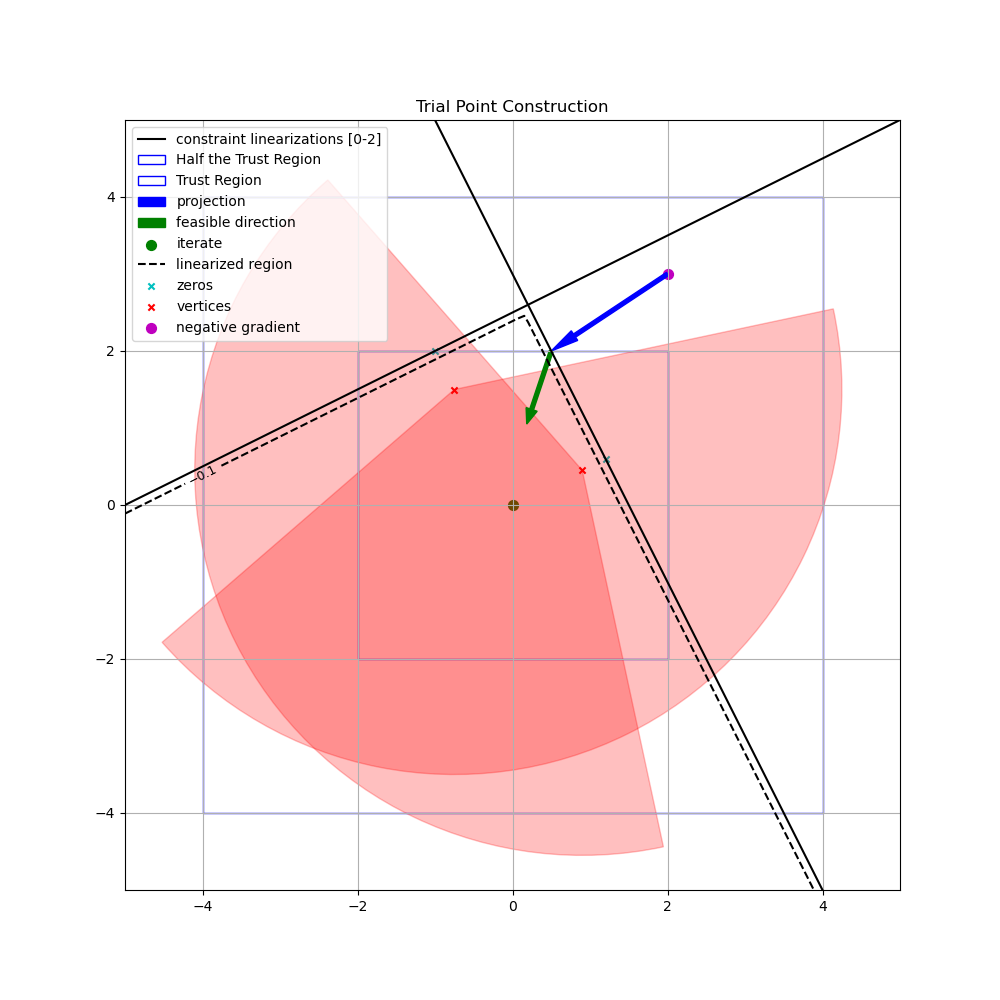 Trial Point Construction
constraint linearizations [0-2]
Half the Trust Region
Trust Region
projection
feasible direction
iterate
linearized region
zeros
vertices
negative gradient
4
2
0
−2
−4
−0.1
−4
−2
0
2
4